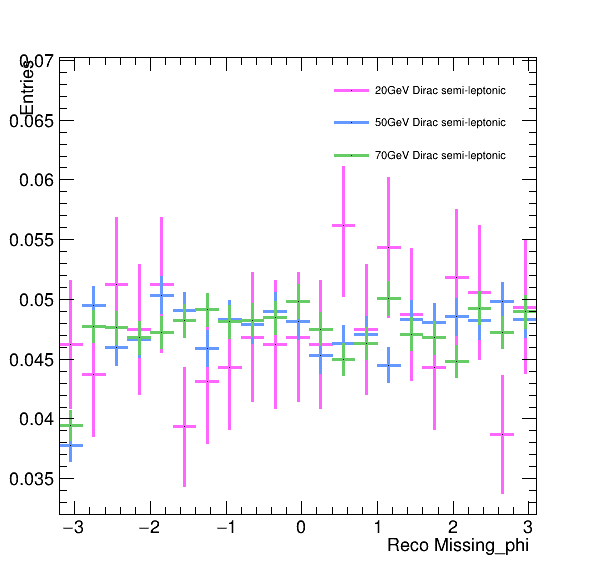 0.07
Entries
0.065
0.06
0.055
0.05
0.045
0.04
0.035
20GeV Dirac semi-leptonic
50GeV Dirac semi-leptonic
70GeV Dirac semi-leptonic
−3 −2 −1 0 1 2 3
Reco Missing_phi